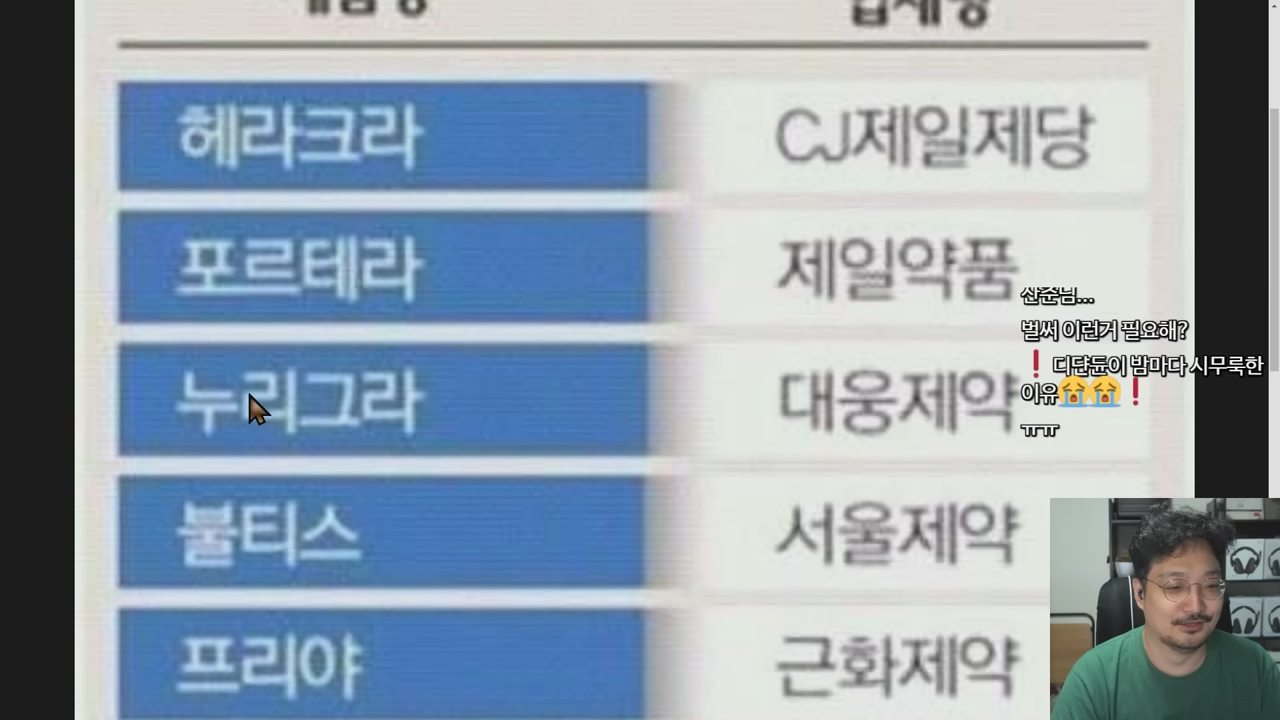 헤라크라 CJ제일제당
포르테라 제일약품
누리그라 대웅제약
불티스 서울제약
프리야 근화제약
산준님...
벌써 이런거 필요해?
❗ 디댠듄이 밤마다 시무룩한
이유😭😭❗
ㅠㅠ